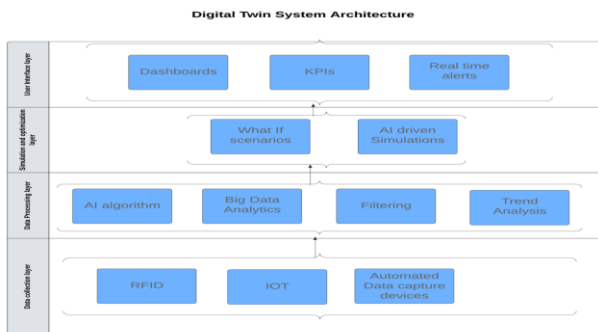 Digital Twin System Architecture
User Interface layer
Dashboards
KPIs
Real time
alerts
Simulation and optimization
layer
What If
scenarios
AI driven
Simulations
Data Processing layer
AI algorithm
Big Data
Analytics
Filtering
Trend
Analysis
Data collection layer
RFID
IOT
Automated
Data capture
devices